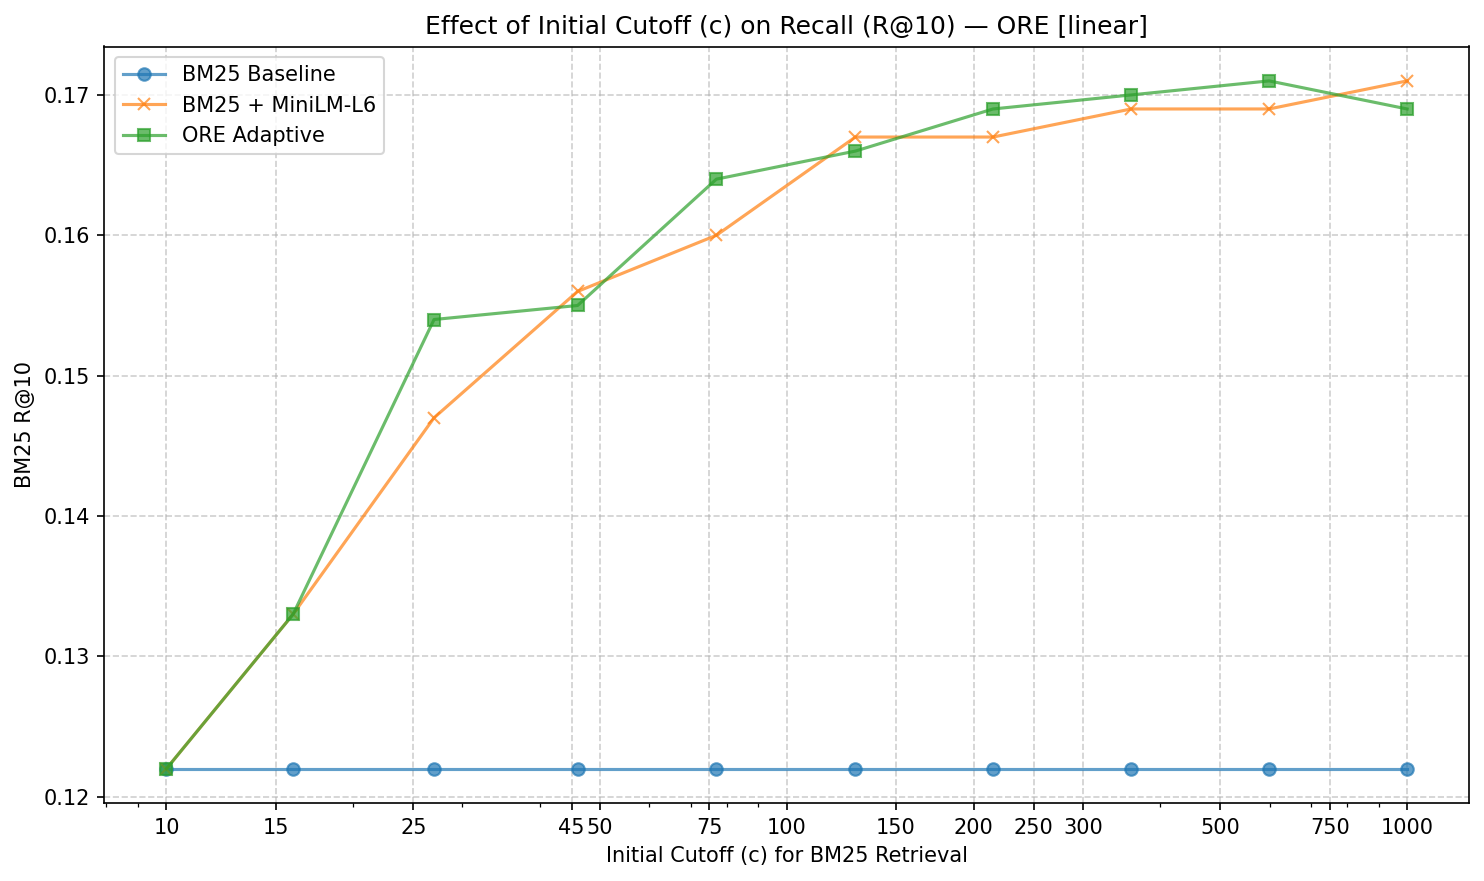 Effect of Initial Cutoff (c) on Recall (R@10) — ORE [linear]
BM25 Baseline
BM25 + MiniLM-L6
ORE Adaptive
BM25 R@10
0.17
0.16
0.15
0.14
0.13
0.12
10 15 25 45 50 75 100 150 200 250 300 500 750 1000
Initial Cutoff (c) for BM25 Retrieval